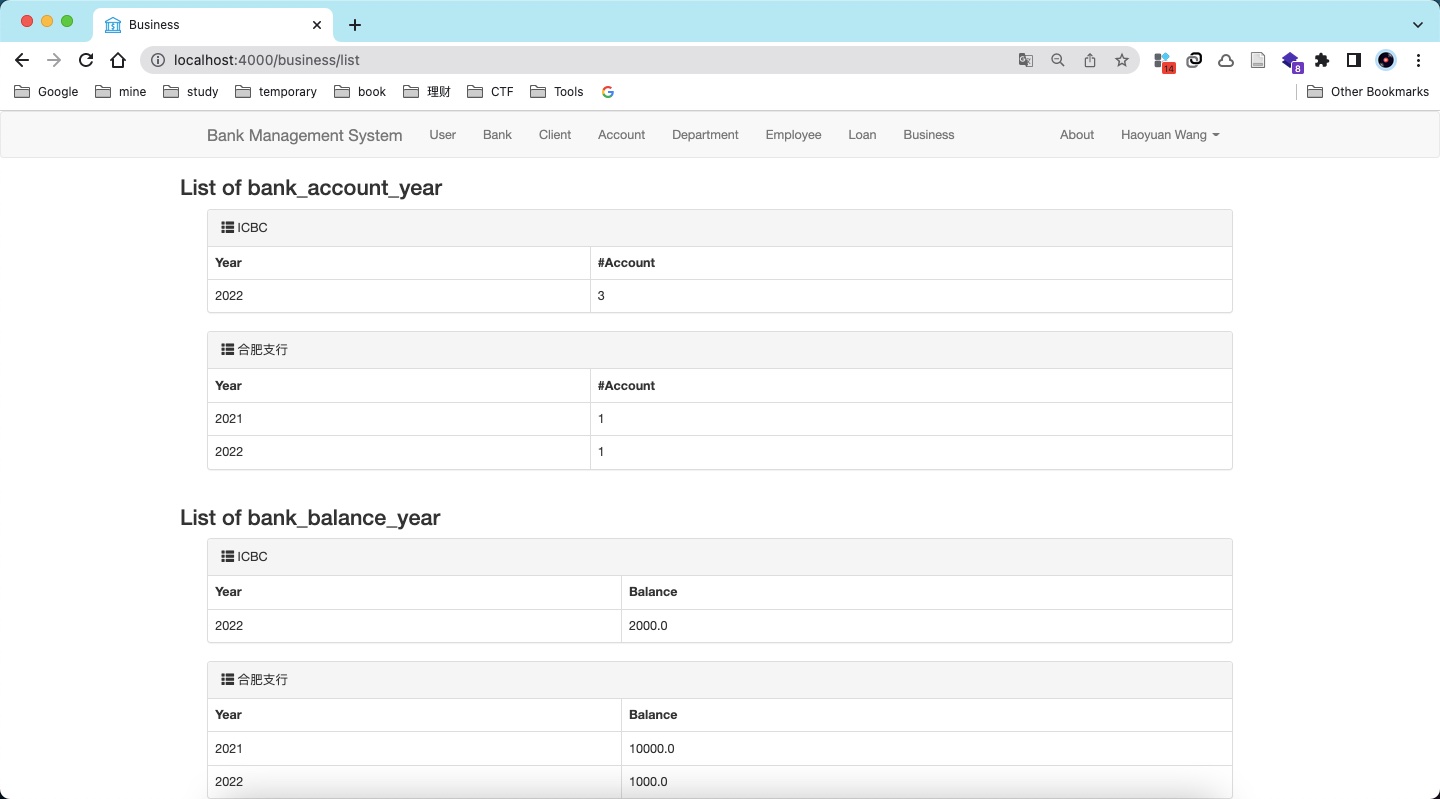 Business
localhost:4000/business/list
14
8
Google mine study temporary book 理财 CTF Tools Other Bookmarks
Bank Management System User Bank Client Account Department Employee Loan Business About Haoyuan Wang
List of bank_account_year
ICBC
Year #Account
2022 3
合肥支行
Year #Account
2021 1
2022 1
List of bank_balance_year
ICBC
Year Balance
2022 2000.0
合肥支行
Year Balance
2021 10000.0
2022 1000.0